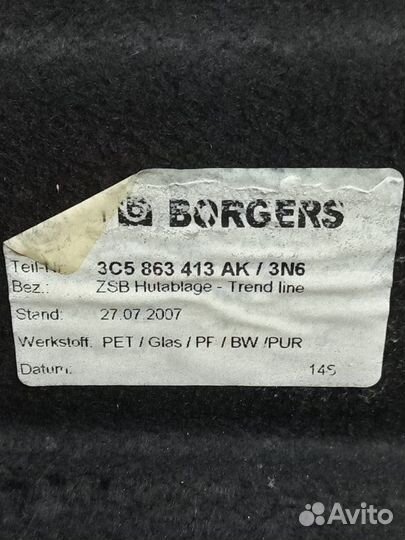 BORGERS
Teil-Nr. 3C5 863 413 AK / 3N6
Bez.: ZSB Hutablage - Trend line
Stand: 27.07.2007
Werkstoff. PET / Glas / PF / BW /PUR
Datum:
Avito